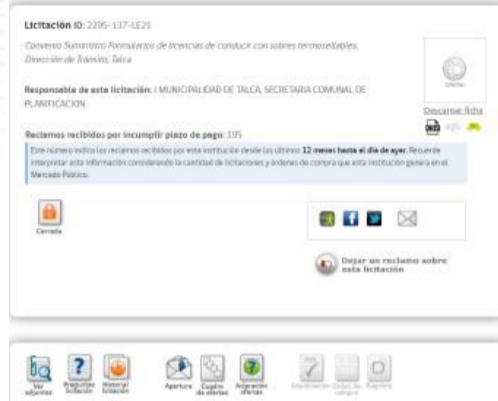 Licitación ID: 2295-137-LE21
Convenio Suministro Formularios de licencias de conducir con sobres termosellables,
Dirección de Tránsito, Talca
Responsable de esta licitación: I MUNICIPALIDAD DE TALCA, SECRETARIA COMUNAL DE
PLANIFICACION
Descargar ficha
Reclamos recibidos por incumplir plazo de pago: 195
Este número indica los reclamos recibidos por esta institución desde los últimos 12 meses hasta el día de ayer. Recuerde
interpretar esta información considerando la cantidad de licitaciones y órdenes de compra que esta institución genera en el
Mercado Público.
Cerrada
Dejar un reclamo sobre
esta licitación
Ver
adjuntos
Preguntas
licitación
Historial
licitación
Apertura
Cuadro
de ofertas
Aclaración
ofertas
Adjudicación
Orden de
compra